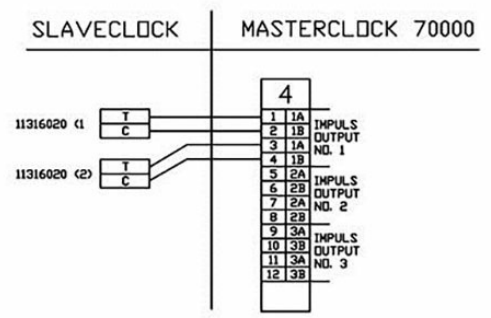 SLAVECLOCK MASTERCLOCK 70000
4
11316020 (1 T
C
11316020 (2) T
C
1 1A
2 1B
3 1A
4 1B
IMPULS
OUTPUT
NO. 1
5 2A
6 2B
7 2A
8 2B
IMPULS
OUTPUT
NO. 2
9 3A
10 3B
11 3A
12 3B
IMPULS
OUTPUT
NO. 3